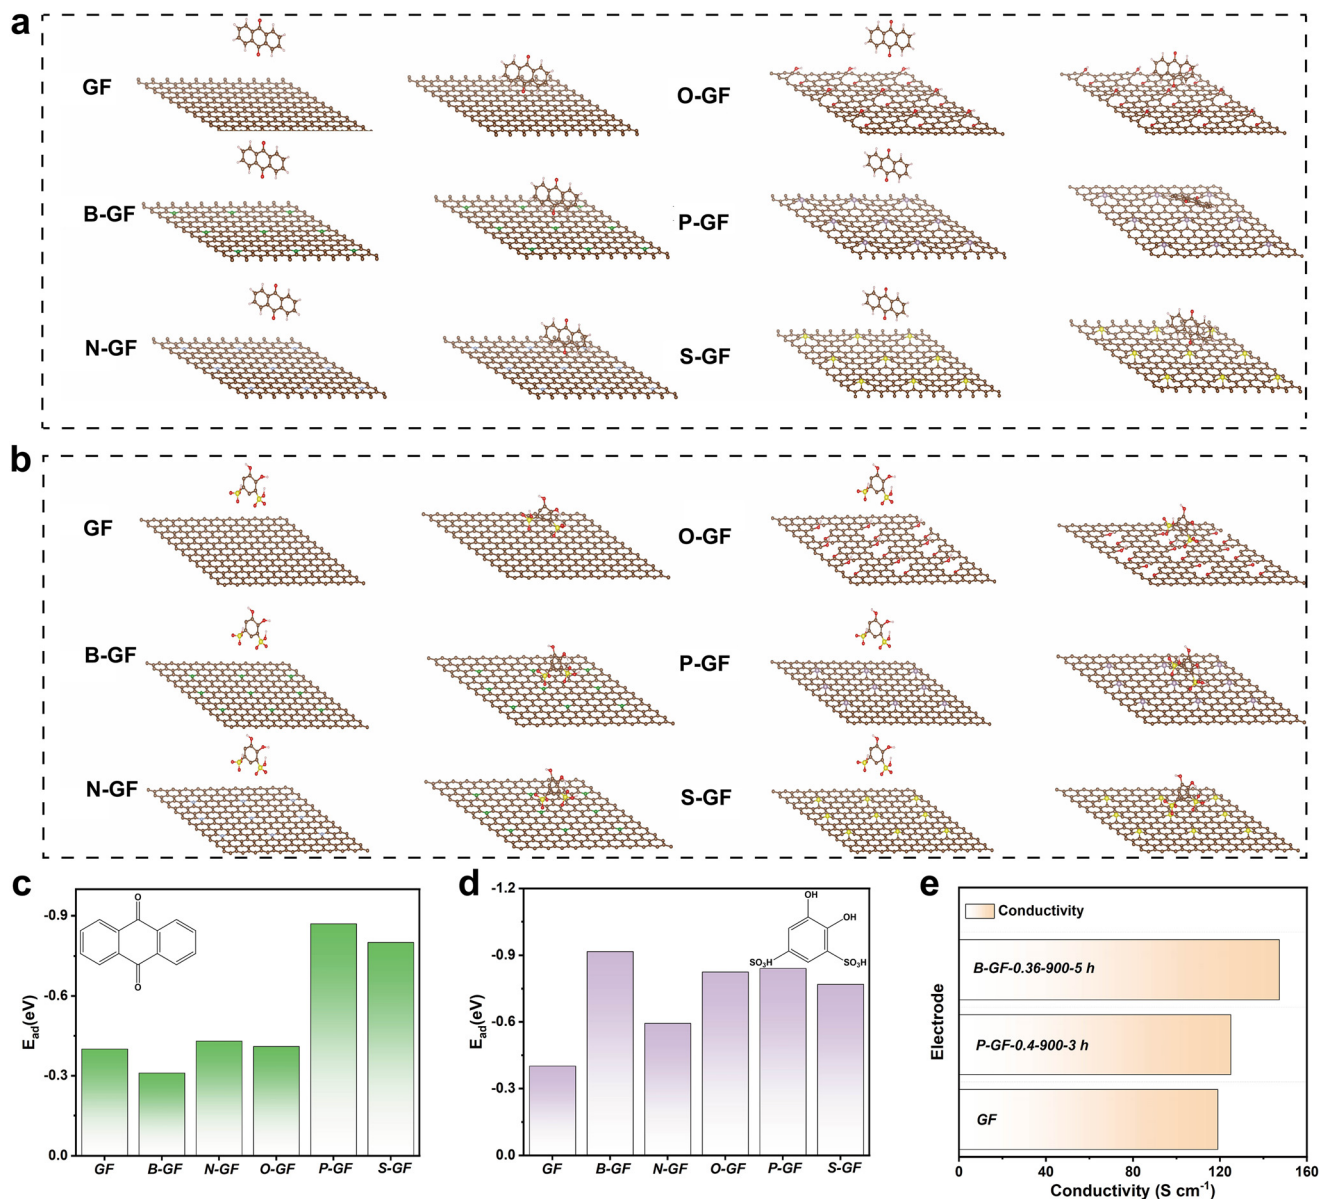 a
GF
O-GF
B-GF
P-GF
N-GF
S-GF
b
GF
O-GF
B-GF
P-GF
N-GF
S-GF
c
-0.9
-0.6
-0.3
0.0
E_ad(eV)
O
O
GF B-GF N-GF O-GF P-GF S-GF
d
-1.2
-0.9
-0.6
-0.3
0.0
E_ad(eV)
OH
OH
SO₃H
SO₃H
GF B-GF N-GF O-GF P-GF S-GF
e
Conductivity
B-GF-0.36-900-5 h
P-GF-0.4-900-3 h
GF
Electrode
0 40 80 120 160
Conductivity (S cm⁻¹)